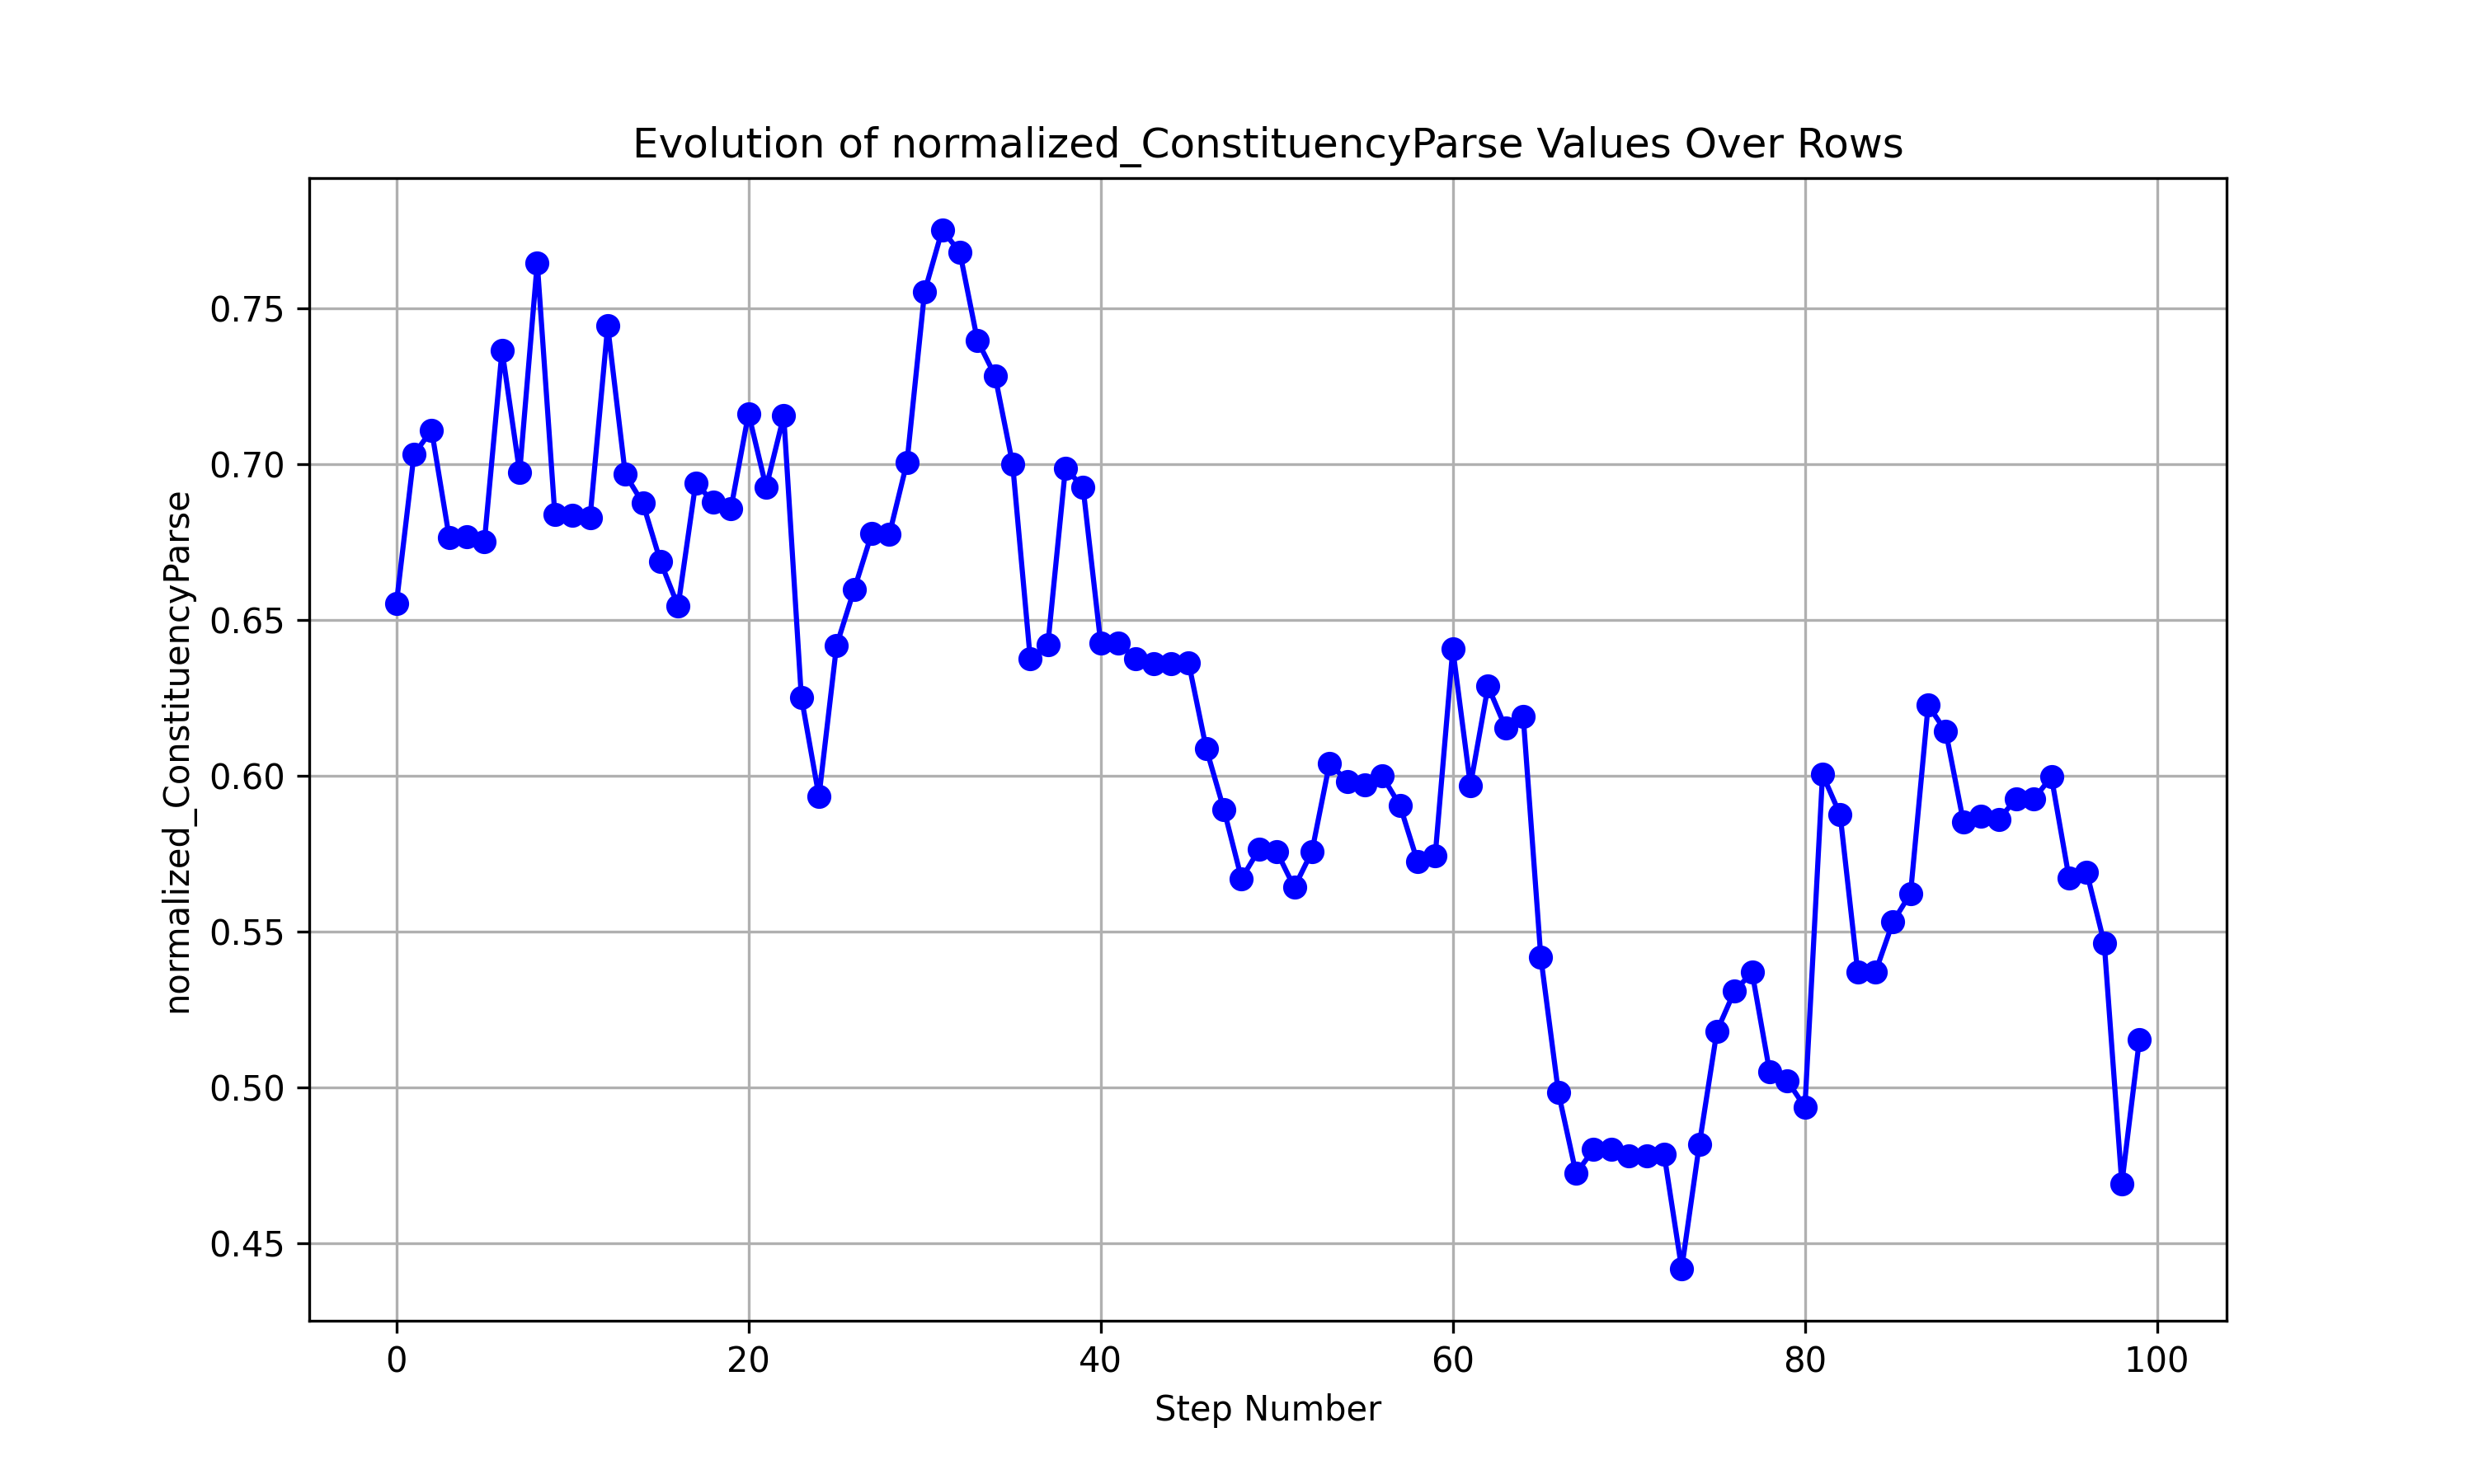 Evolution of normalized_ConstituencyParse Values Over Rows
normalized_ConstituencyParse
0.75
0.70
0.65
0.60
0.55
0.50
0.45
0 20 40 60 80 100
Step Number